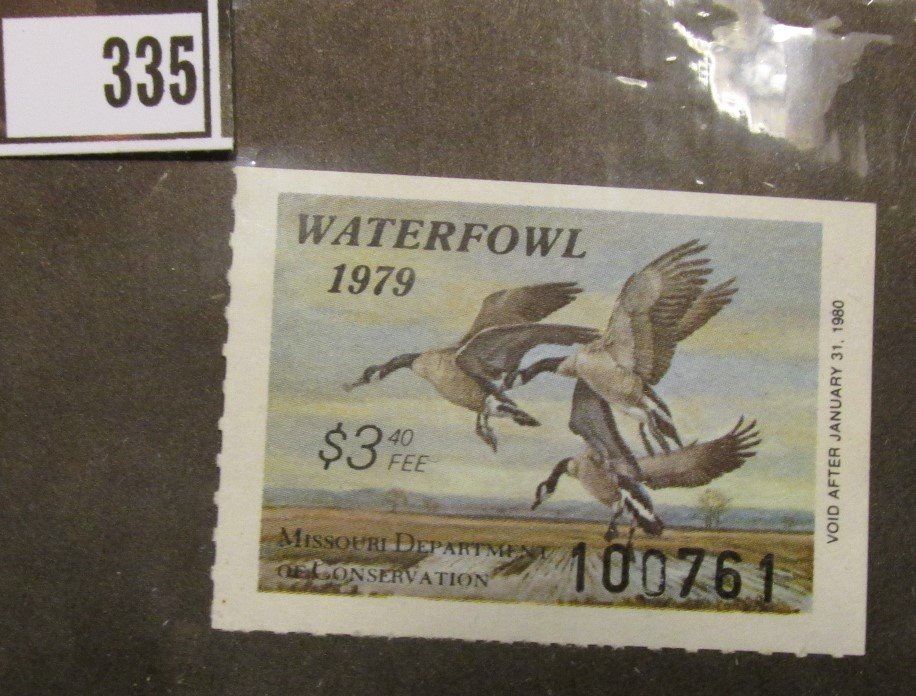 335
WATERFOWL
1979
$3 40
FEE
MISSOURI DEPARTMENT
OF CONSERVATION
100761
VOID AFTER JANUARY 31, 1980